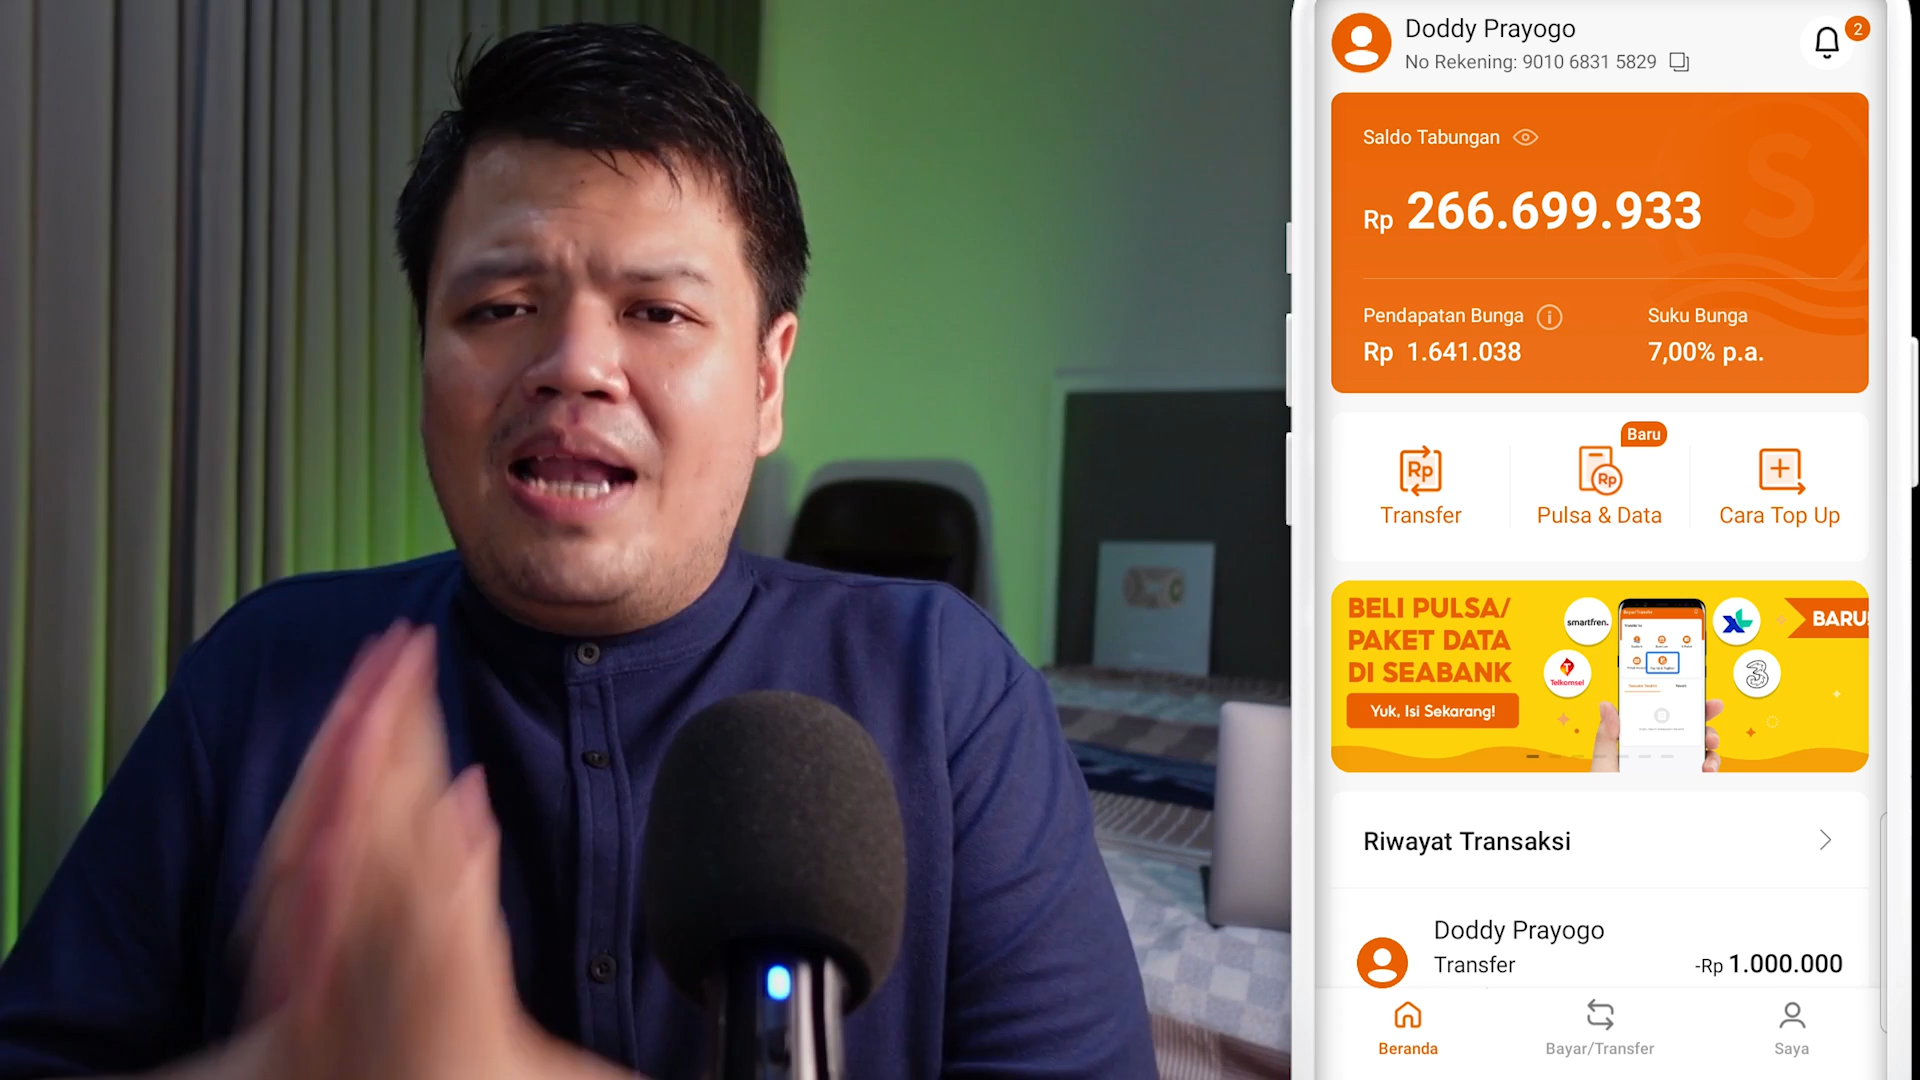 Doddy Prayogo
No Rekening: 9010 6831 5829
2
Saldo Tabungan
Rp 266.699.933
Pendapatan Bunga
Suku Bunga
Rp 1.641.038
7,00% p.a.
Baru
Transfer
Pulsa & Data
Cara Top Up
BELI PULSA/
PAKET DATA
DI SEABANK
Yuk, Isi Sekarang!
smartfren.
Telkomsel
XL
3
BARU!
Riwayat Transaksi
Doddy Prayogo
Transfer
-Rp 1.000.000
Beranda
Bayar/Transfer
Saya